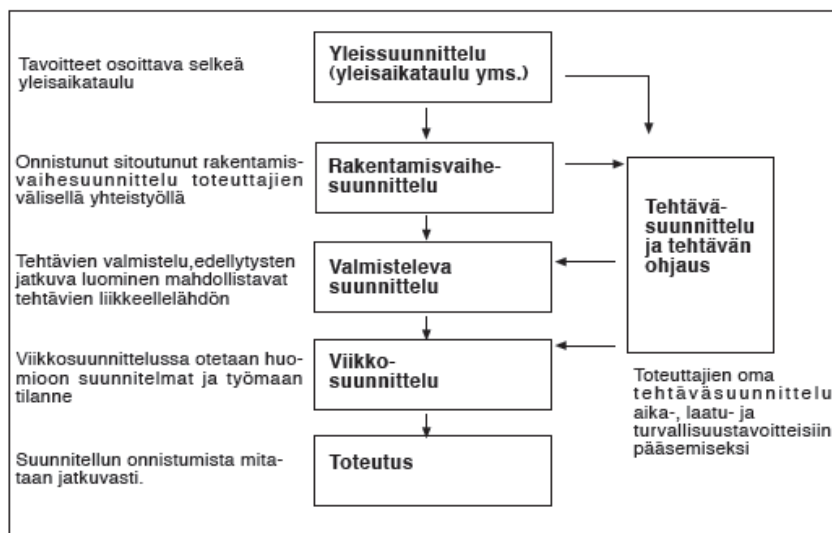 Tavoitteet osoittava selkeä
yleisaikataulu
Yleissuunnittelu
(yleisaikataulu yms.)
Onnistunut sitoutunut rakentamis-
vaihesuunnittelu toteuttajien
välisellä yhteistyöllä
Rakentamisvaihe-
suunnittelu
Tehtävä-
suunnittelu
ja tehtävän
ohjaus
Tehtävien valmistelu,edellytysten
jatkuva luominen mahdollistavat
tehtävien liikkeellelähdön
Valmisteleva
suunnittelu
Viikkosuunnittelussa otetaan huo-
mioon suunnitelmat ja työmaan
tilanne
Viikko-
suunnittelu
Toteuttajien oma
tehtäväsuunnittelu
aika-, laatu- ja
turvallisuustavoitteisiin
pääsemiseksi
Suunnitellun onnistumista mita-
taan jatkuvasti.
Toteutus